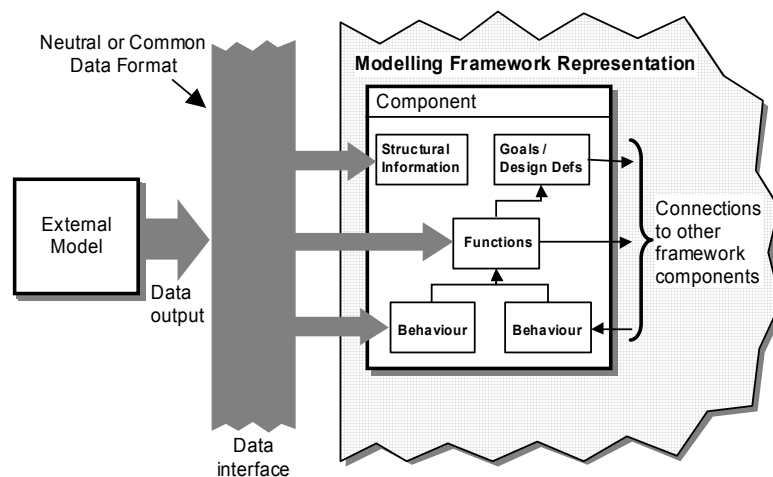 Neutral or Common
Data Format
Modelling Framework Representation
Component
Structural
Information
Goals /
Design Defs
External
Model
Functions
Connections
to other
framework
components
Data
output
Behaviour
Behaviour
Data
interface